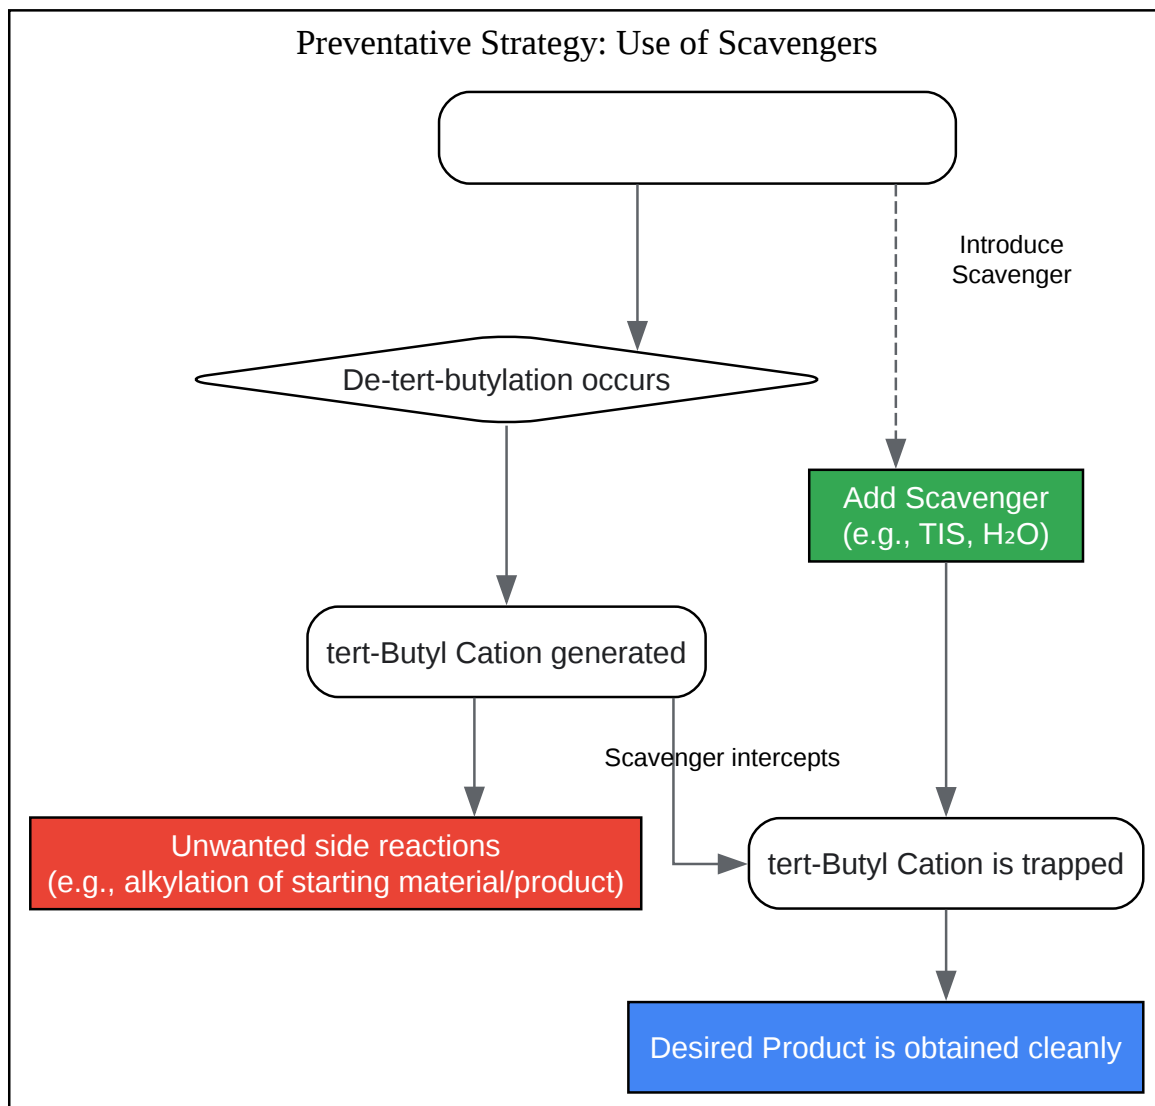 Preventative Strategy: Use of Scavengers
Introduce
Scavenger
De-tert-butylation occurs
Add Scavenger
(e.g., TIS, H₂O)
tert-Butyl Cation generated
Scavenger intercepts
Unwanted side reactions
(e.g., alkylation of starting material/product)
tert-Butyl Cation is trapped
Desired Product is obtained cleanly